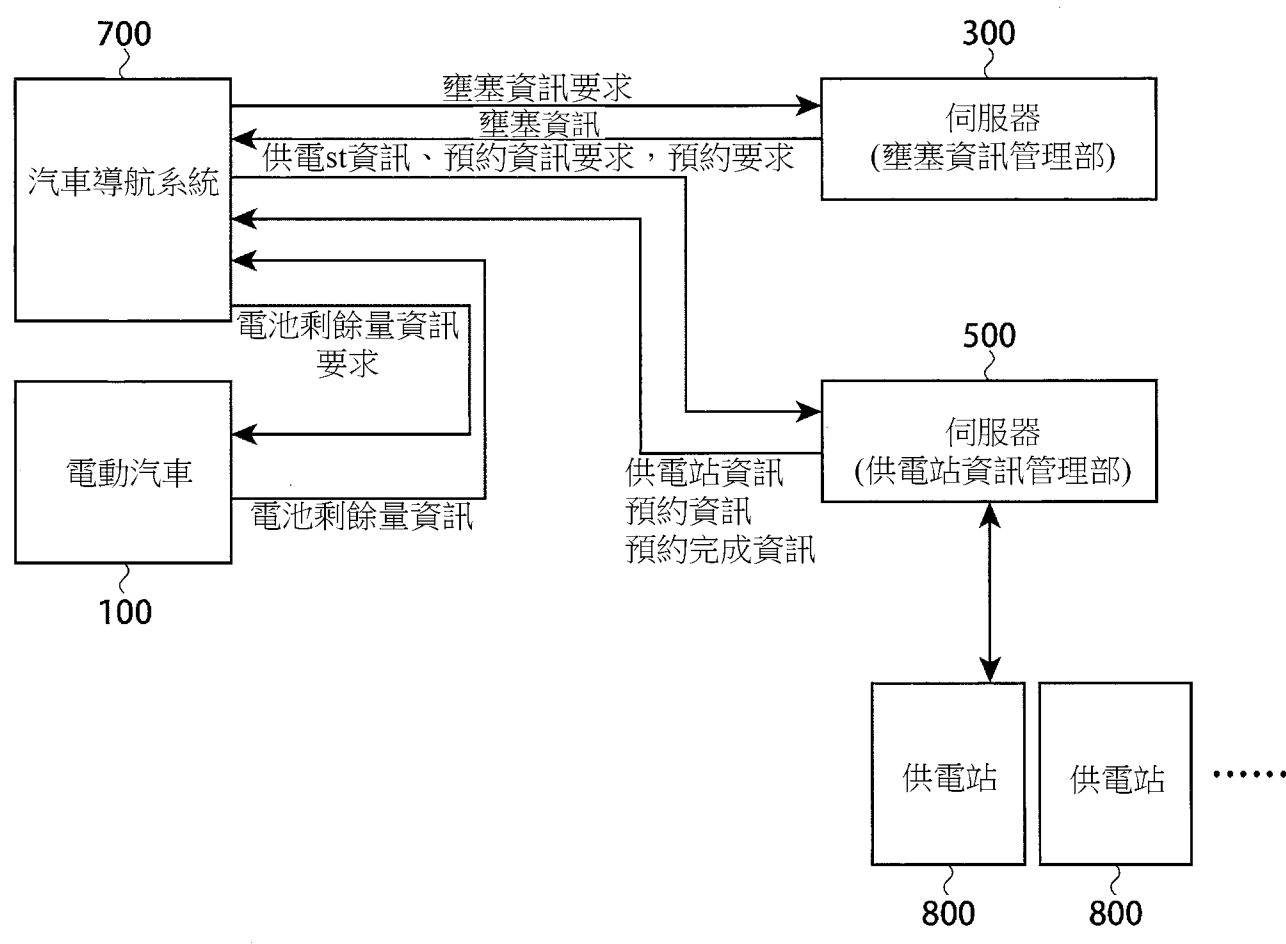 700
300
汽車導航系統
壅塞資訊要求
壅塞資訊
供電st資訊、預約資訊要求，預約要求
伺服器
(壅塞資訊管理部)
電池剩餘量資訊
要求
500
伺服器
(供電站資訊管理部)
電動汽車
電池剩餘量資訊
供電站資訊
預約資訊
預約完成資訊
100
供電站
供電站
......
800
800